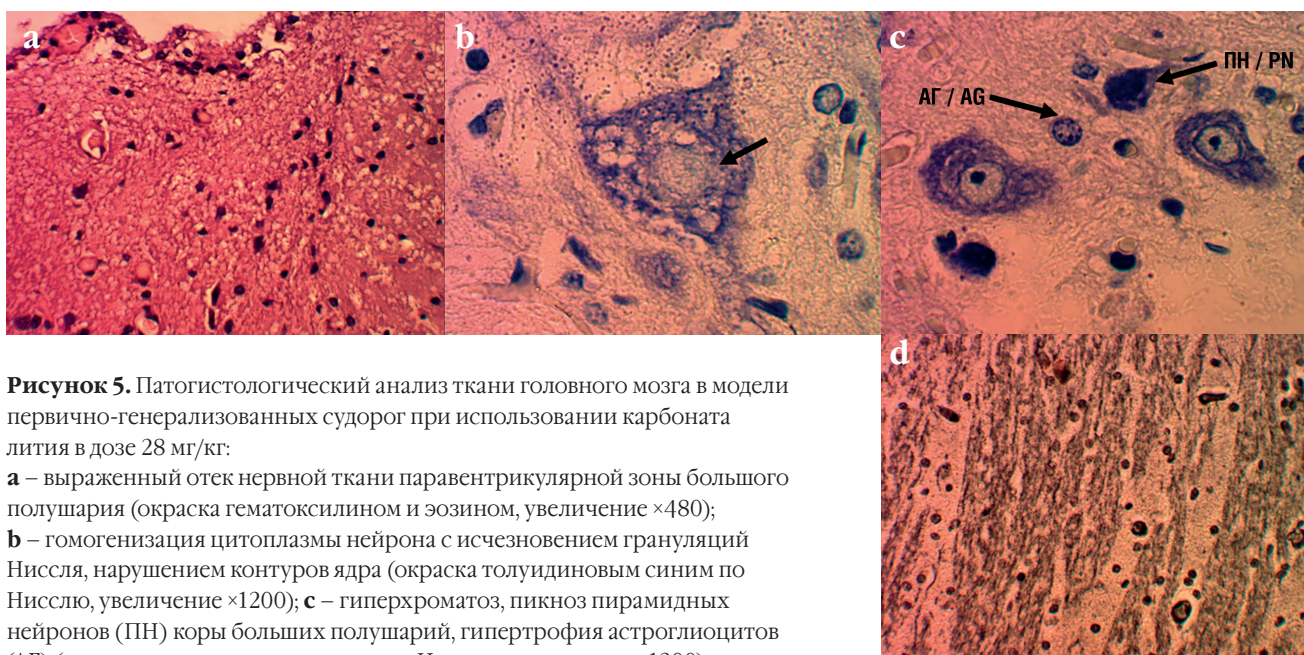 a
b
c
ПН / PN
АГ / AG
d
Рисунок 5. Патогистологический анализ ткани головного мозга в модели
первично-генерализованных судорог при использовании карбоната
лития в дозе 28 мг/кг:
a – выраженный отек нервной ткани паравентрикулярной зоны большого
полушария (окраска гематоксилином и эозином, увеличение ×480);
b – гомогенизация цитоплазмы нейрона с исчезновением грануляций
Ниссля, нарушением контуров ядра (окраска толуидиновым синим по
Нисслю, увеличение ×1200); c – гиперхроматоз, пикноз пирамидных
нейронов (ПН) коры больших полушарий, гипертрофия астроглиоцитов